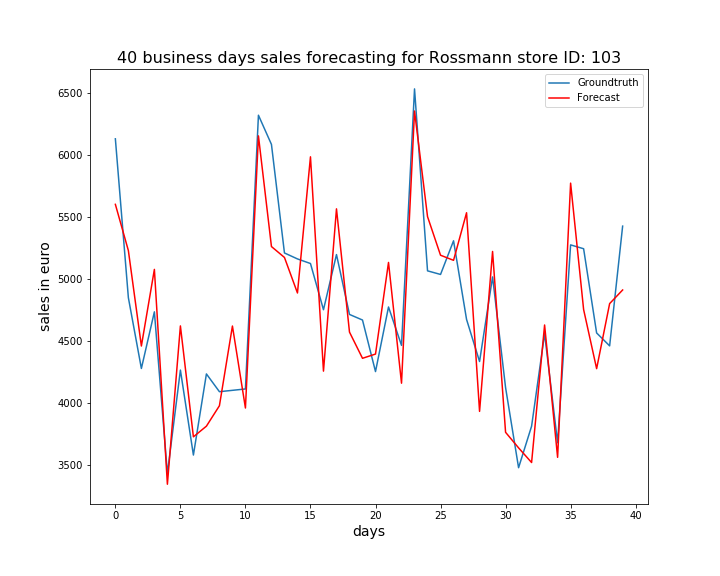 40 business days sales forecasting for Rossmann store ID: 103
Groundtruth
Forecast
6500
6000
5500
5000
4500
4000
3500
sales in euro
0 5 10 15 20 25 30 35 40
days